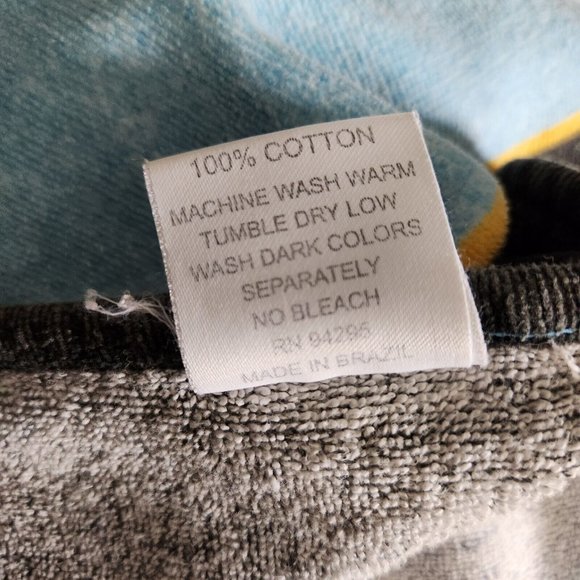 100% COTTON
MACHINE WASH WARM
TUMBLE DRY LOW
WASH DARK COLORS
SEPARATELY
NO BLEACH
RN 94295
MADE IN BRAZIL